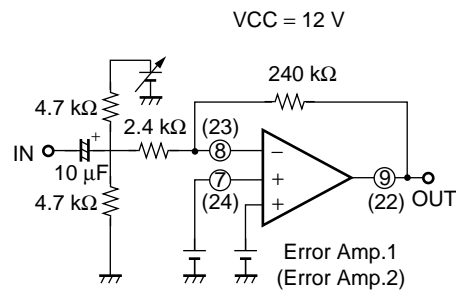 VCC = 12 V
240 kΩ
4.7 kΩ
2.4 kΩ
(23)
IN
+
8
−
10 µF
7
+
9
OUT
4.7 kΩ
(24)
+
(22)
Error Amp.1
(Error Amp.2)